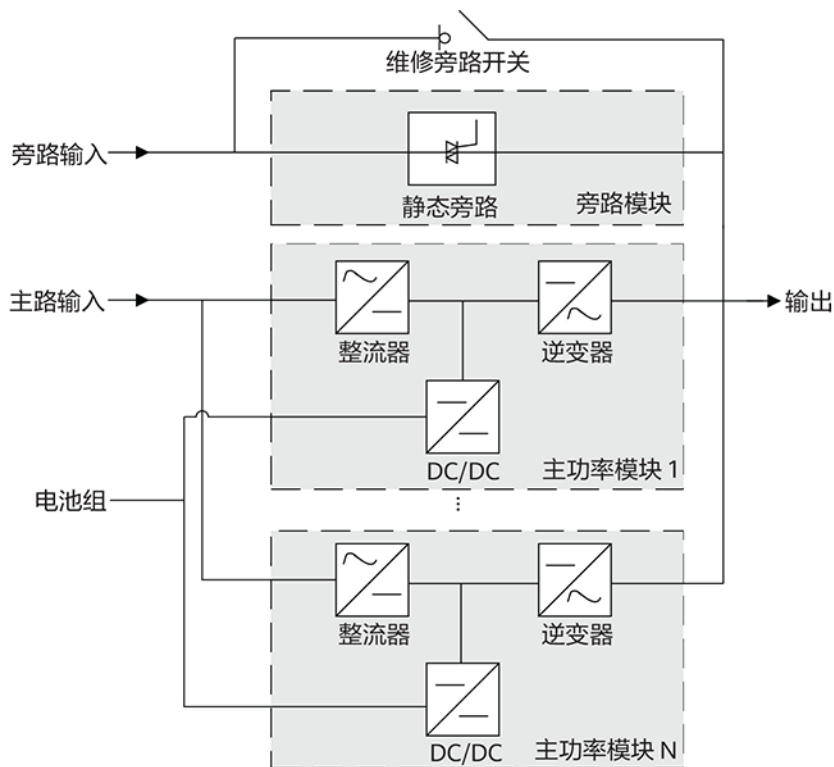 维修旁路开关
旁路输入
静态旁路
旁路模块
主路输入
输出
整流器
逆变器
DC/DC
主功率模块 1
电池组
整流器
逆变器
DC/DC
主功率模块 N